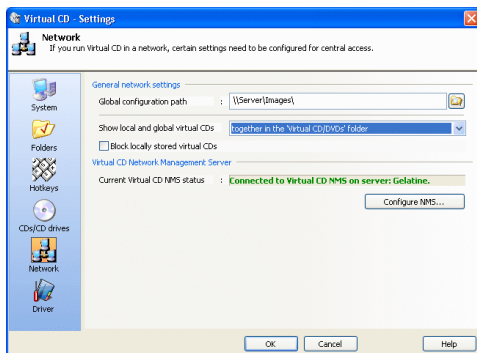 Virtual CD - Settings
Network
If you run Virtual CD in a network, certain settings need to be configured for central access.
System
Folders
Hotkeys
CDs/CD drives
Network
Driver
General network settings
Global configuration path : \\Server\Images\
Show local and global virtual CDs together in the 'Virtual CD/DVDs' folder
Block locally stored virtual CDs
Virtual CD Network Management Server
Current Virtual CD NMS status : Connected to Virtual CD NMS on server: Gelatine.
Configure NMS...
OK Cancel Help